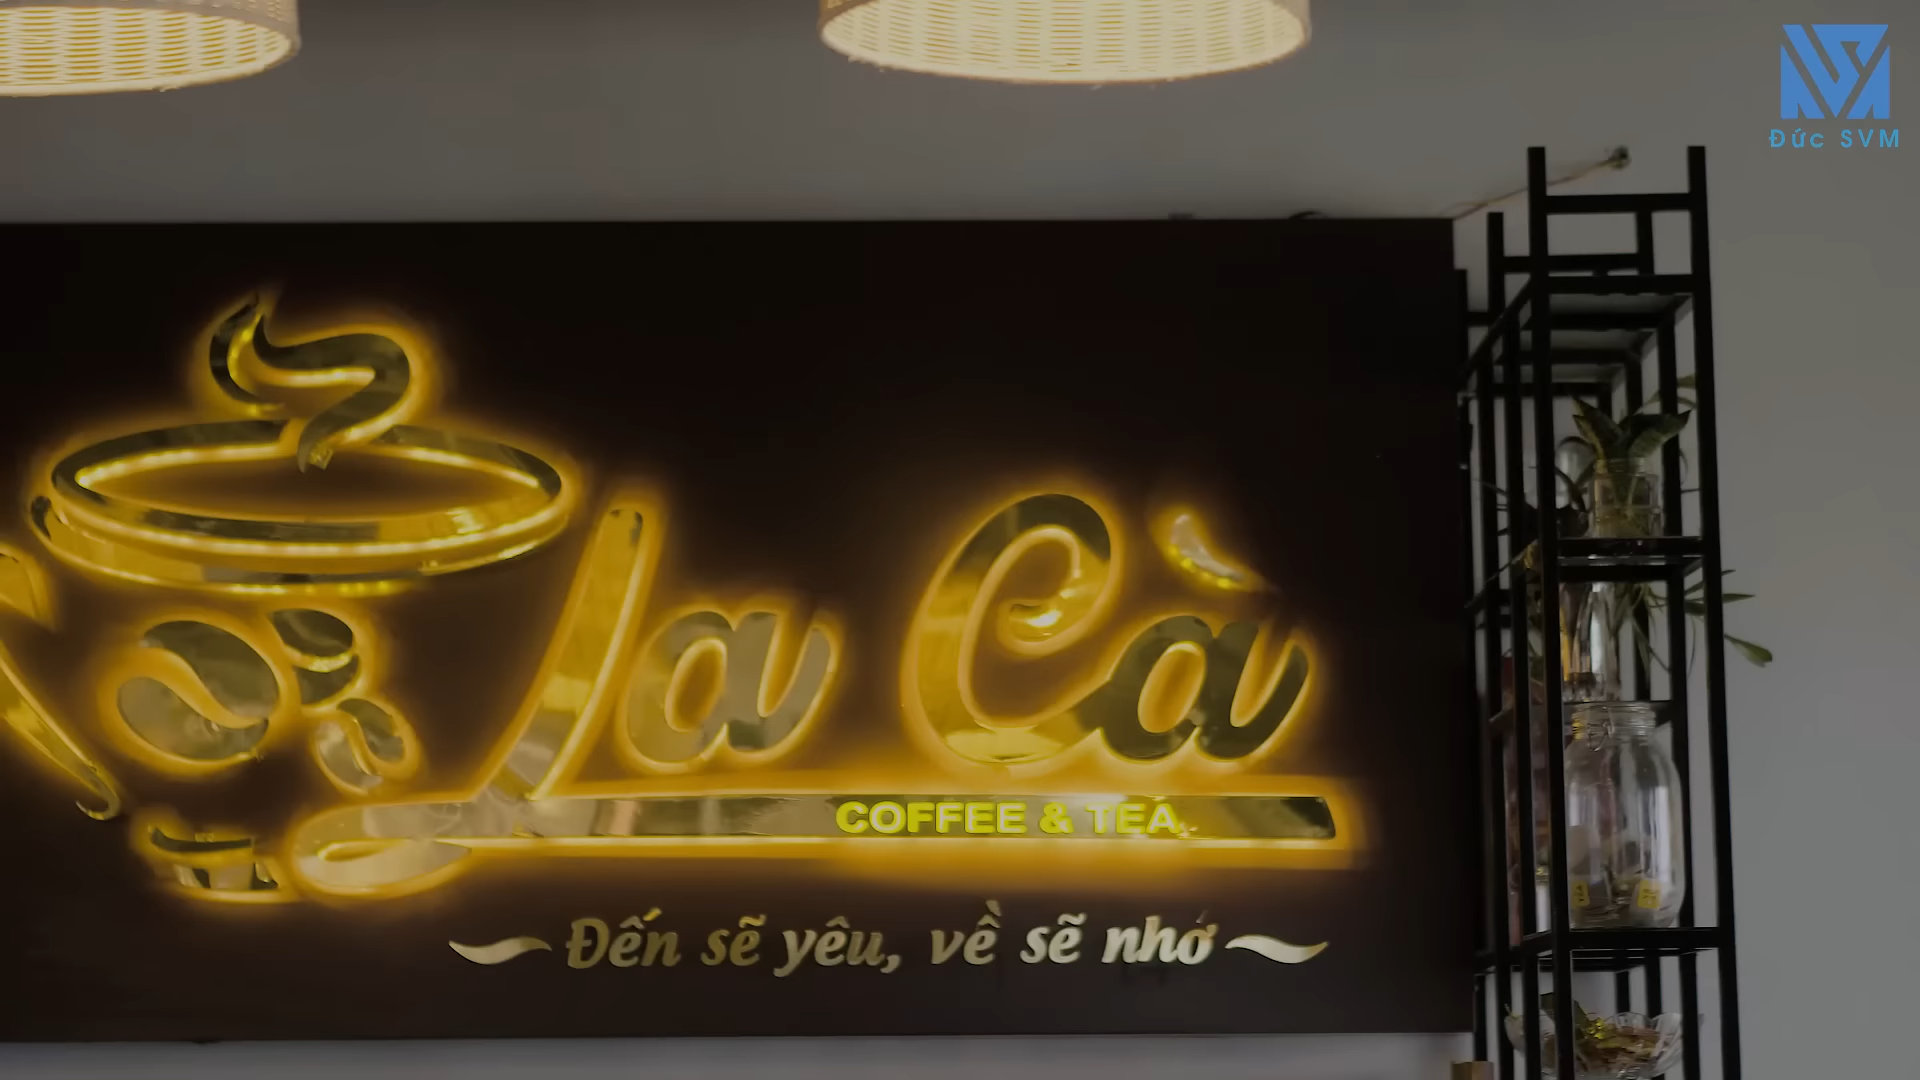 Đức SVM
La Cà
COFFEE & TEA
Đến sẽ yêu, về sẽ nhớ